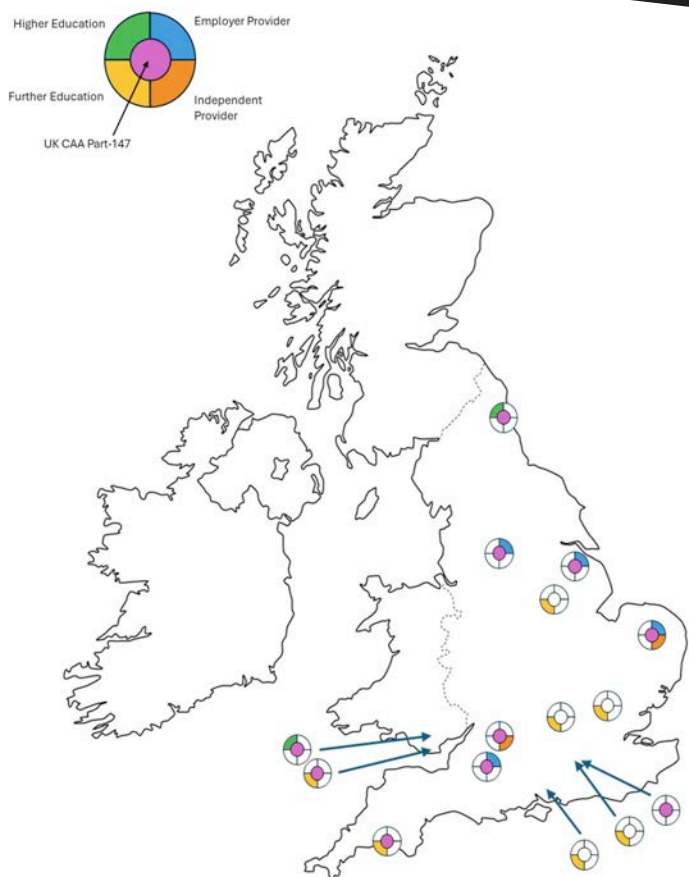 Higher Education
Employer Provider
Further Education
Independent
Provider
UK CAA Part-147